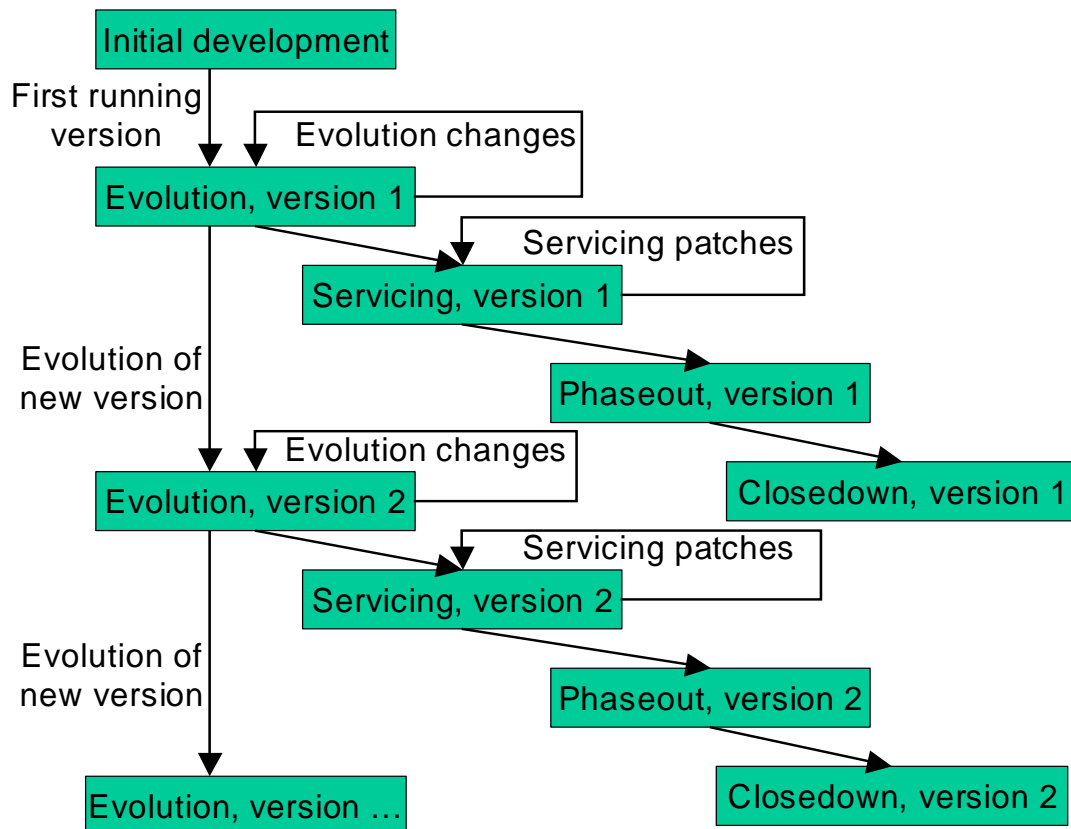 Initial development
First running
version
Evolution changes
Evolution, version 1
Servicing patches
Servicing, version 1
Evolution of
new version
Phaseout, version 1
Evolution changes
Closedown, version 1
Evolution, version 2
Servicing patches
Servicing, version 2
Evolution of
new version
Phaseout, version 2
Closedown, version 2
Evolution, version …